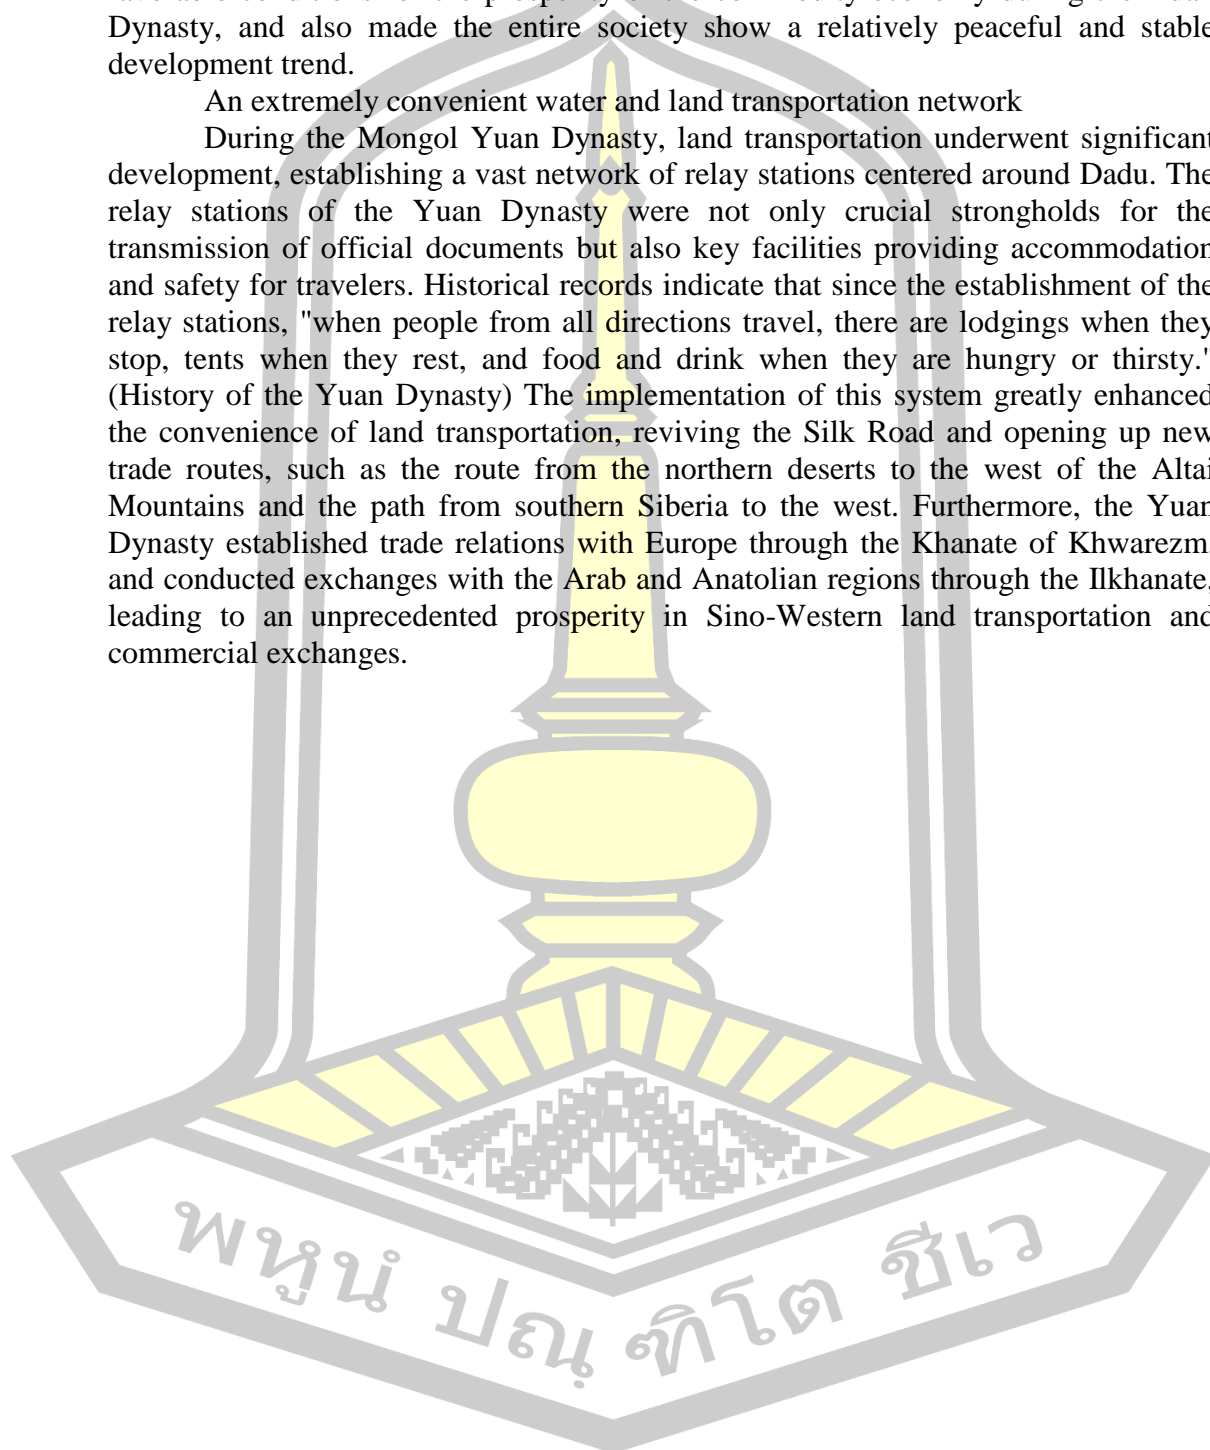 Dynasty, and also made the entire society show a relatively peaceful and stable
development trend.
An extremely convenient water and land transportation network
During the Mongol Yuan Dynasty, land transportation underwent significant
development, establishing a vast network of relay stations centered around Dadu. The
relay stations of the Yuan Dynasty were not only crucial strongholds for the
transmission of official documents but also key facilities providing accommodation
and safety for travelers. Historical records indicate that since the establishment of the
relay stations, "when people from all directions travel, there are lodgings when they
stop, tents when they rest, and food and drink when they are hungry or thirsty."
(History of the Yuan Dynasty) The implementation of this system greatly enhanced
the convenience of land transportation, reviving the Silk Road and opening up new
trade routes, such as the route from the northern deserts to the west of the Altai
Mountains and the path from southern Siberia to the west. Furthermore, the Yuan
Dynasty established trade relations with Europe through the Khanate of Khwarezm,
and conducted exchanges with the Arab and Anatolian regions through the Ilkhanate,
leading to an unprecedented prosperity in Sino-Western land transportation and
commercial exchanges.
พหูนํ ปณฺฑิโต ชีเว